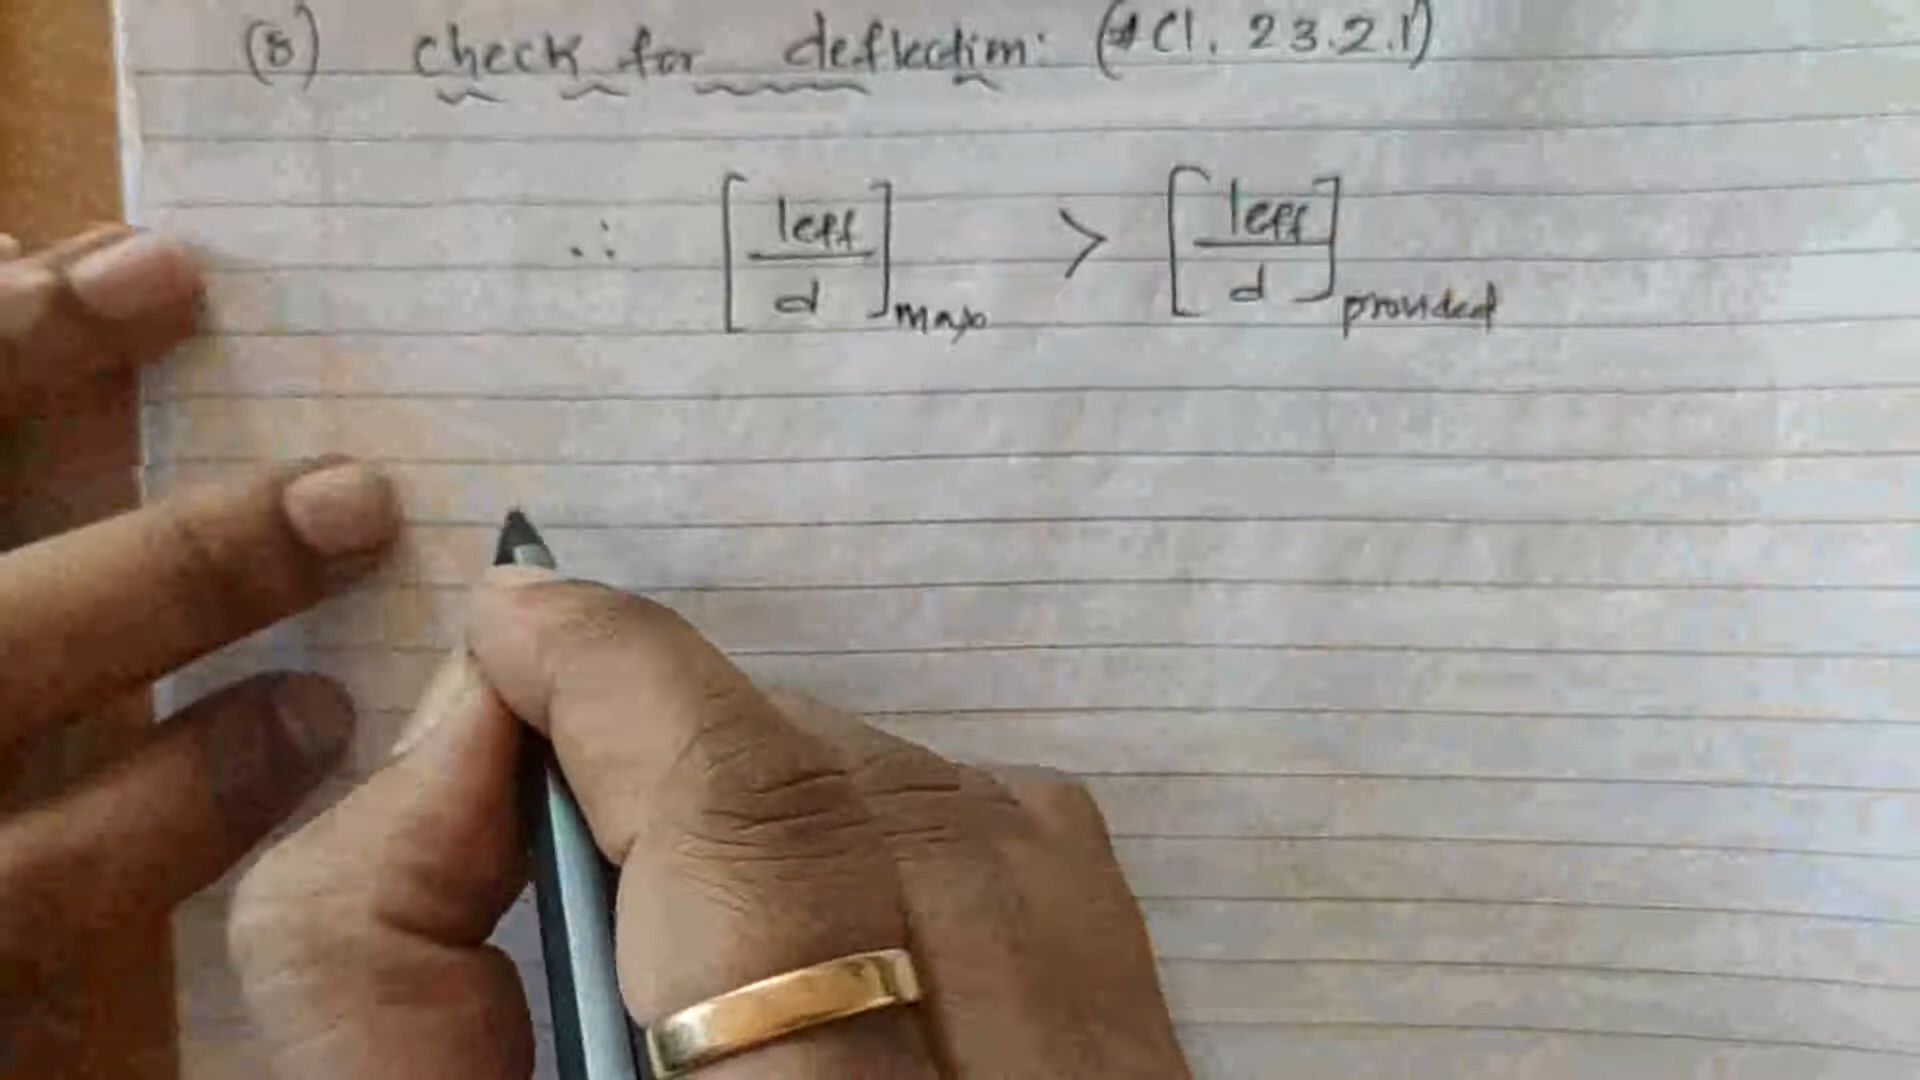 (8) check for deflection: (Cl. 23.2.1)
∴ [leff/d]max > [leff/d]provided